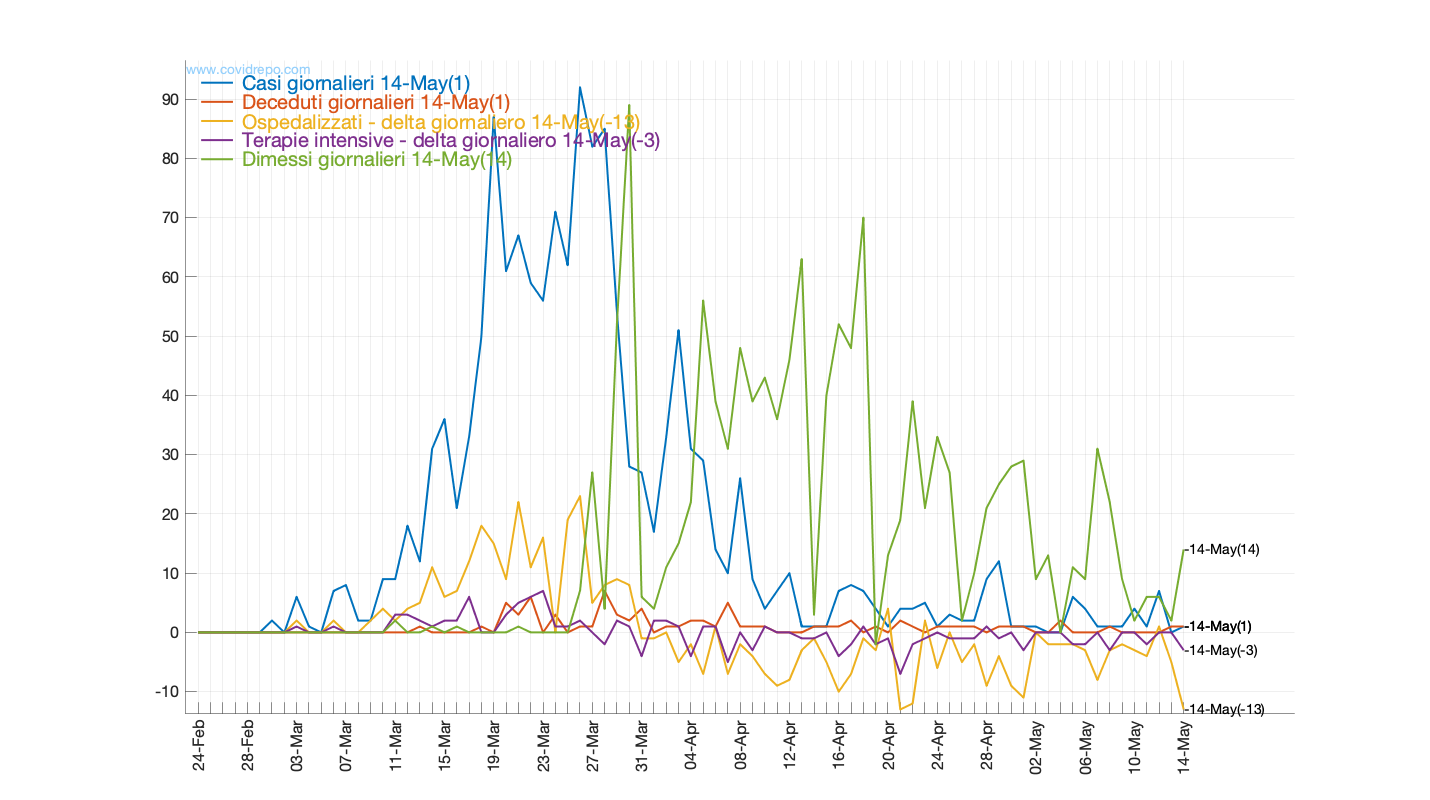 www.covidrepo.com
Casi giornalieri 14-May(1)
Deceduti giornalieri 14-May(1)
Ospedalizzati - delta giornaliero 14-May(-13)
Terapie intensive - delta giornaliero 14-May(-3)
Dimessi giornalieri 14-May(14)
90
80
70
60
50
40
30
20
10
0
-10
14-May(14)
14-May(1)
14-May(-3)
14-May(-13)
24-Feb
28-Feb
03-Mar
07-Mar
11-Mar
15-Mar
19-Mar
23-Mar
27-Mar
31-Mar
04-Apr
08-Apr
12-Apr
16-Apr
20-Apr
24-Apr
28-Apr
02-May
06-May
10-May
14-May